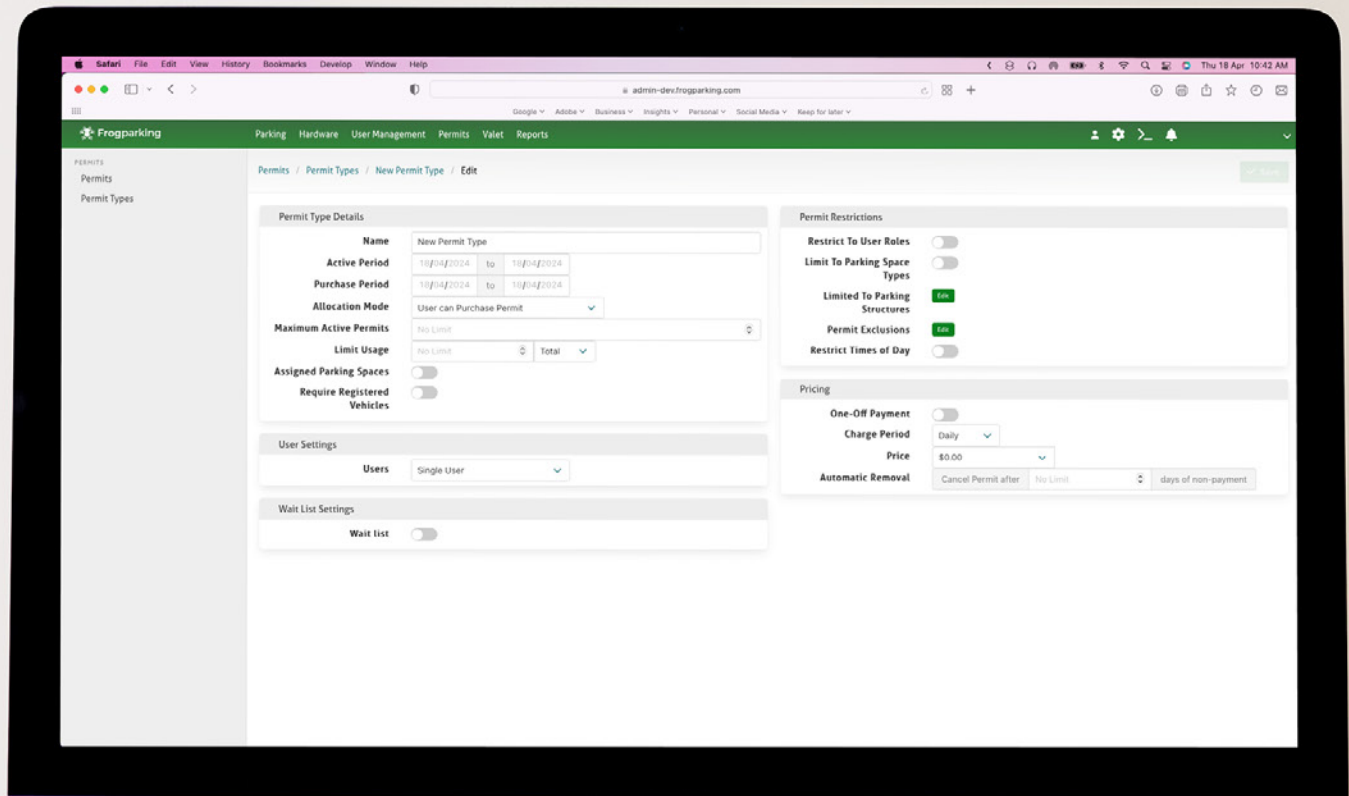 Safari File Edit View History Bookmarks Develop Window Help Thu 18 Apr 10:42 AM
admin-dev.frogparking.com
Google Adobe Business Insights Personal Social Media Keep for later
Frogparking Parking Hardware User Management Permits Valet Reports
PERMITS
Permits
Permit Types
Permits / Permit Types / New Permit Type / Edit
Save
Permit Type Details
Name New Permit Type
Active Period 18/04/2024 to 18/04/2024
Purchase Period 18/04/2024 to 18/04/2024
Allocation Mode User can Purchase Permit
Maximum Active Permits No Limit
Limit Usage No Limit Total
Assigned Parking Spaces
Require Registered
Vehicles
User Settings
Users Single User
Wait List Settings
Wait list
Permit Restrictions
Restrict To User Roles
Limit To Parking Space
Types
Limited To Parking Edit
Structures
Permit Exclusions Edit
Restrict Times of Day
Pricing
One-Off Payment
Charge Period Daily
Price $0.00
Automatic Removal Cancel Permit after No Limit days of non-payment